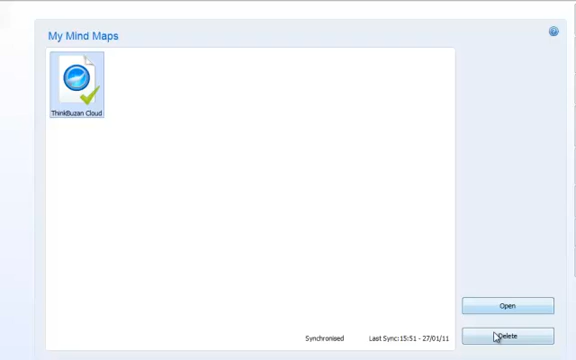 My Mind Maps
ThinkBuzan Cloud
Open
Delete
Synchronised Last Sync:15:51 - 27/01/11